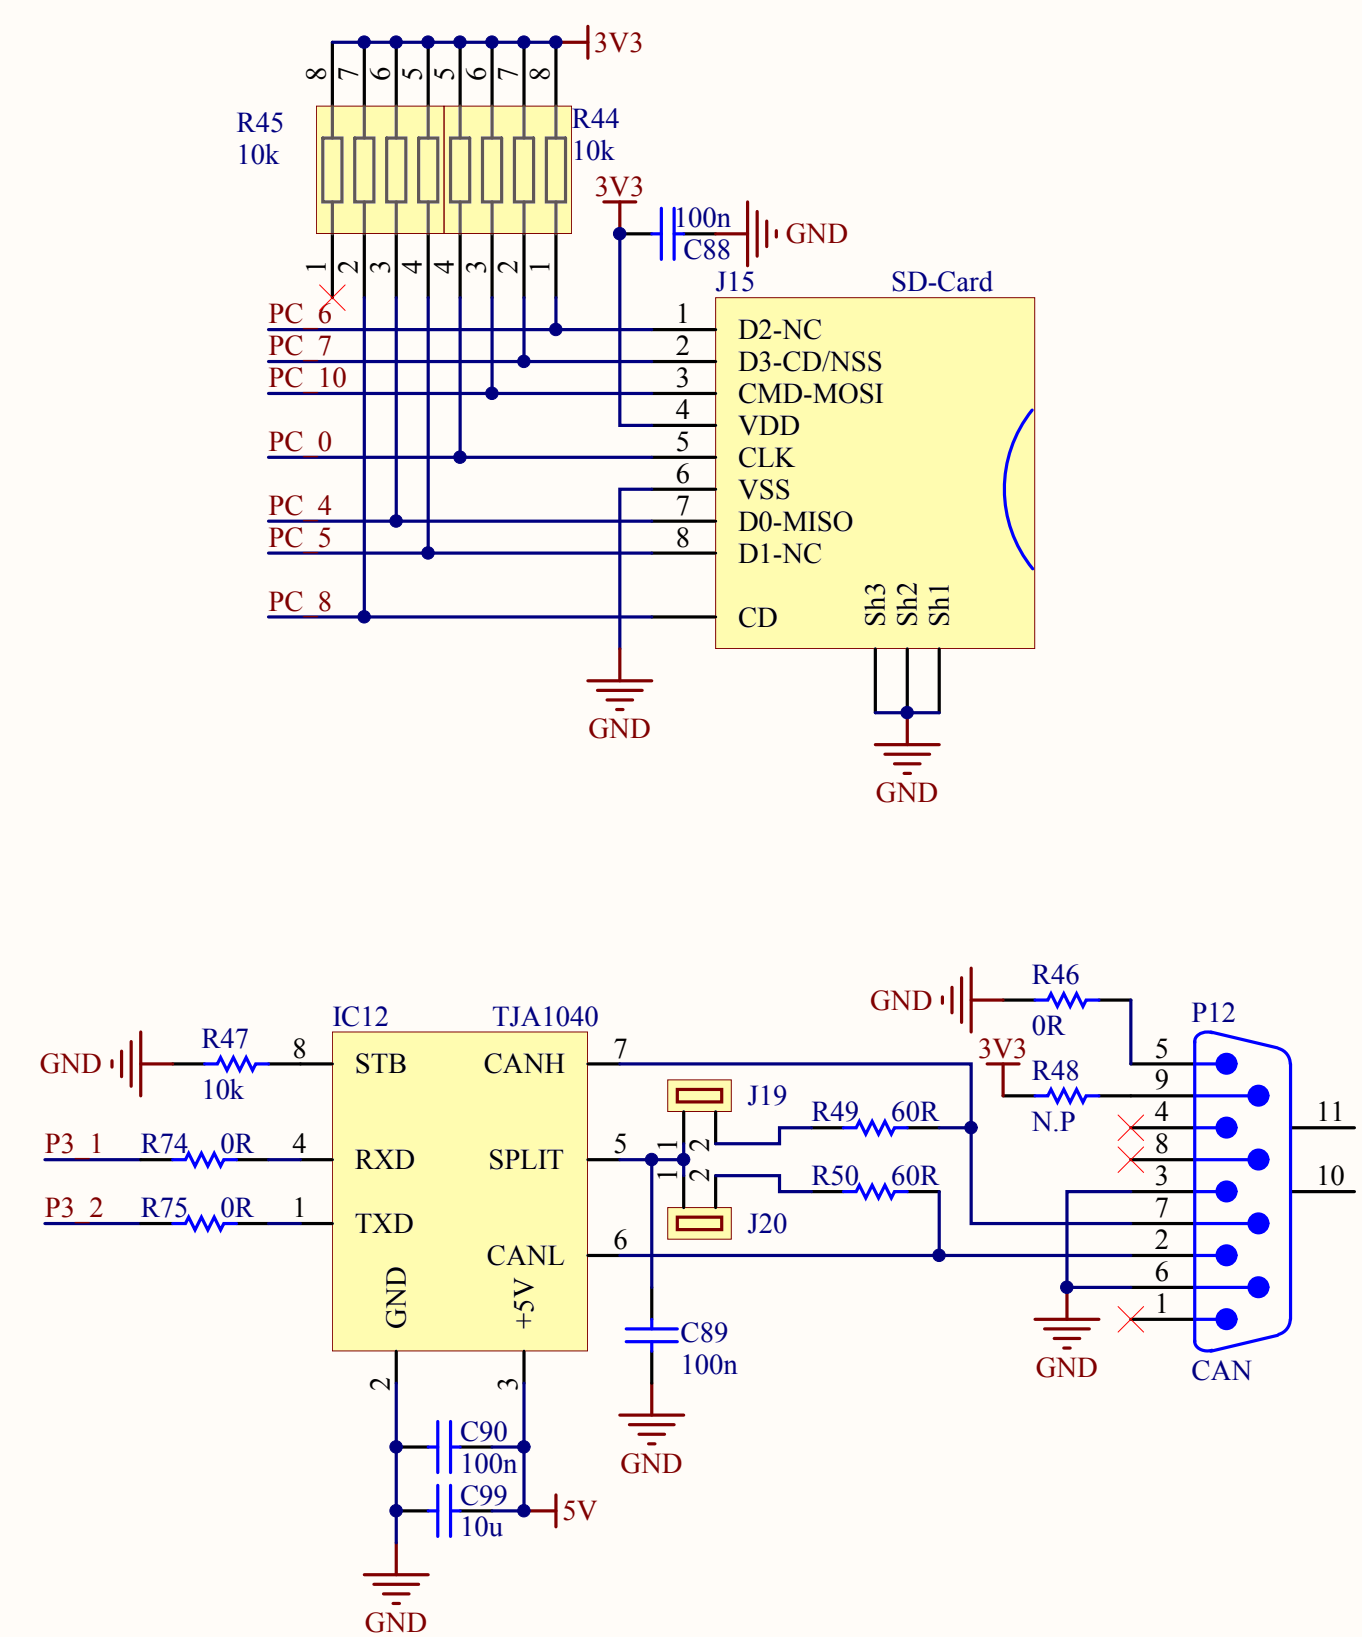 3V3
8 7 6 5 5 6 7 8
R45
10k
R44
10k
1 2 3 4 4 3 2 1
3V3
100n
C88
GND
J15 SD-Card
PC_6 1 D2-NC
PC_7 2 D3-CD/NSS
PC_10 3 CMD-MOSI
4 VDD
PC_0 5 CLK
6 VSS
PC_4 7 D0-MISO
PC_5 8 D1-NC
PC_8 CD
Sh3 Sh2 Sh1
GND
GND
IC12 TJA1040
GND R47 8 STB
10k
P3_1 R74 0R 4 RXD
P3_2 R75 0R 1 TXD
CANH 7
SPLIT 5
CANL 6
GND +5V
2 3
J19
1 2
1 2
J20
R49 60R
R50 60R
C89
100n
GND
C90
100n
C99
10u
5V
GND
GND R46
0R
3V3 R48
N.P
P12
5
9
4
8
3
7
2
6
1
11
10
GND
CAN